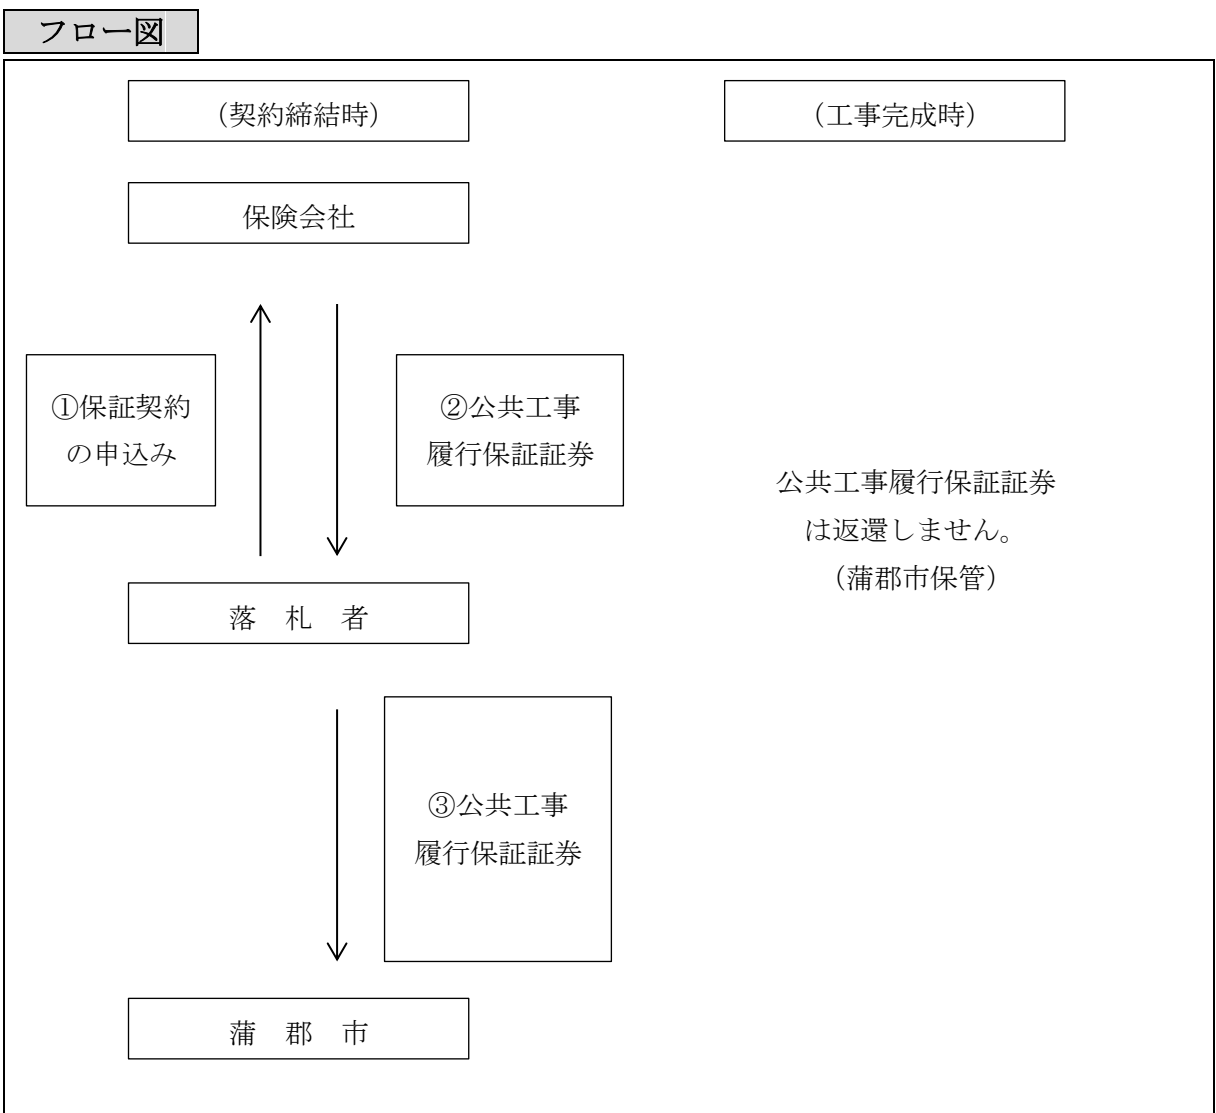 フロー図
（契約締結時）
（工事完成時）
保険会社
①保証契約
の申込み
②公共工事
履行保証証券
公共工事履行保証証券
は返還しません。
（蒲郡市保管）
落　札　者
③公共工事
履行保証証券
蒲　郡　市